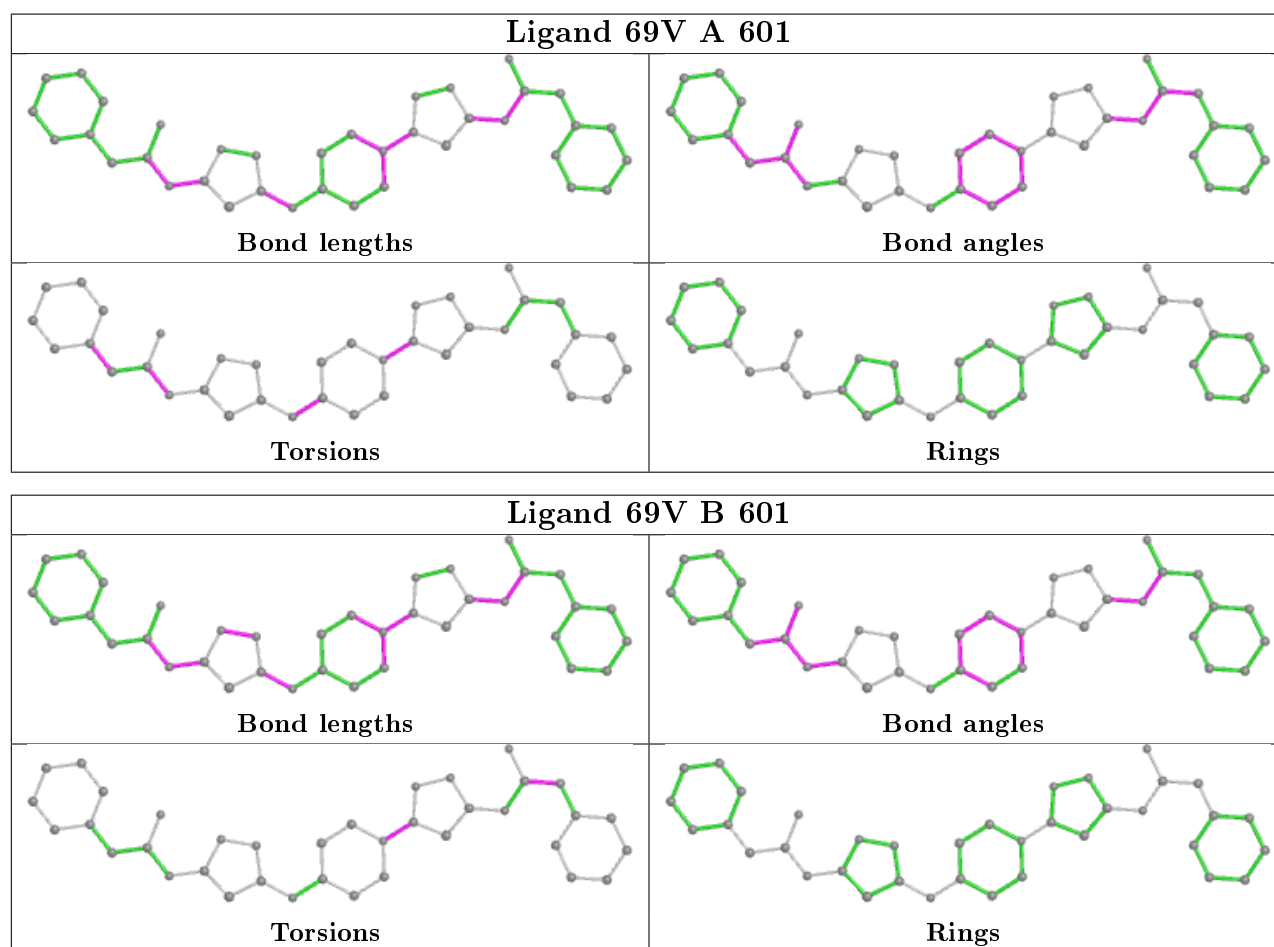 Ligand 69V A 601
Bond lengths
Bond angles
Torsions
Rings
Ligand 69V B 601
Bond lengths
Bond angles
Torsions
Rings